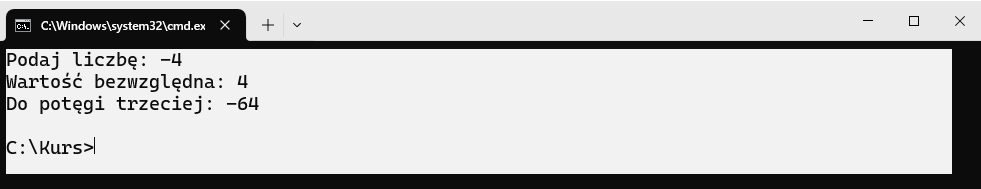 C:\Windows\system32\cmd.ex
Podaj liczbę: -4
Wartość bezwzględna: 4
Do potęgi trzeciej: -64
C:\Kurs>